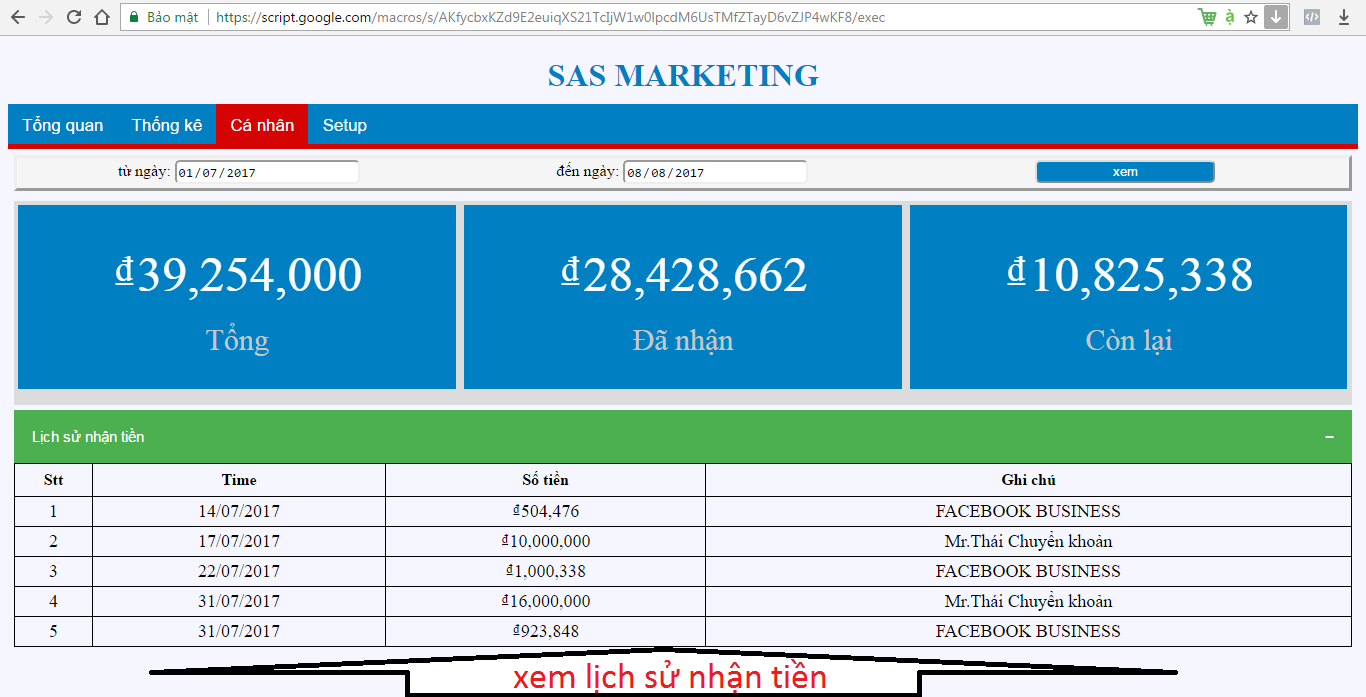 Bảo mật https://script.google.com/macros/s/AKfycbxKZd9E2euiqXS21TcIjW1w0IpcdM6UsTMfZTayD6vZJP4wKF8/exec
SAS MARKETING
Tổng quan Thống kê Cá nhân Setup
từ ngày: 01/07/2017 đến ngày: 08/08/2017 xem
₫39,254,000 ₫28,428,662 ₫10,825,338
Tổng Đã nhận Còn lại
Lịch sử nhận tiền −
Stt Time Số tiền Ghi chú
1 14/07/2017 ₫504,476 FACEBOOK BUSINESS
2 17/07/2017 ₫10,000,000 Mr.Thái Chuyển khoản
3 22/07/2017 ₫1,000,338 FACEBOOK BUSINESS
4 31/07/2017 ₫16,000,000 Mr.Thái Chuyển khoản
5 31/07/2017 ₫923,848 FACEBOOK BUSINESS
xem lịch sử nhận tiền